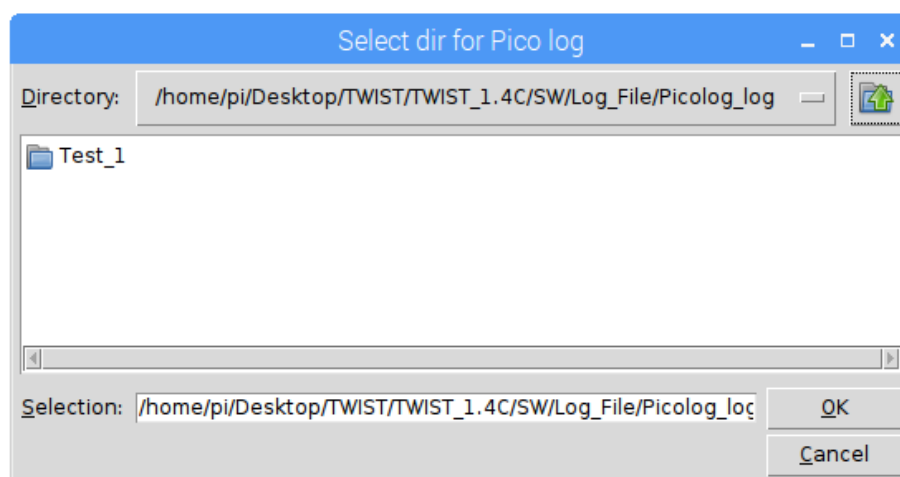 Select dir for Pico log
Directory: /home/pi/Desktop/TWIST/TWIST_1.4C/SW/Log_File/Picolog_log
Test_1
Selection: /home/pi/Desktop/TWIST/TWIST_1.4C/SW/Log_File/Picolog_log OK
Cancel